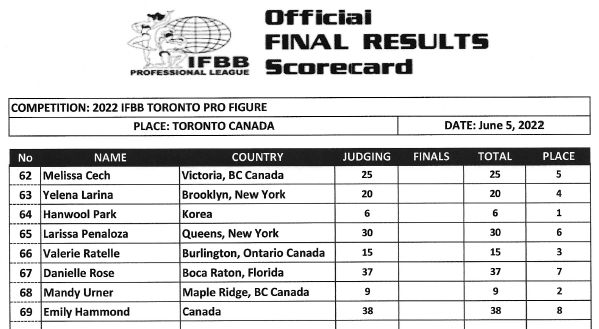 Official
FINAL RESULTS
Scorecard
IFBB
PROFESSIONAL LEAGUE
COMPETITION: 2022 IFBB TORONTO PRO FIGURE
PLACE: TORONTO CANADA DATE: June 5, 2022
No NAME COUNTRY JUDGING FINALS TOTAL PLACE
62 Melissa Cech Victoria, BC Canada 25 25 5
63 Yelena Larina Brooklyn, New York 20 20 4
64 Hanwool Park Korea 6 6 1
65 Larissa Penaloza Queens, New York 30 30 6
66 Valerie Ratelle Burlington, Ontario Canada 15 15 3
67 Danielle Rose Boca Raton, Florida 37 37 7
68 Mandy Urner Maple Ridge, BC Canada 9 9 2
69 Emily Hammond Canada 38 38 8